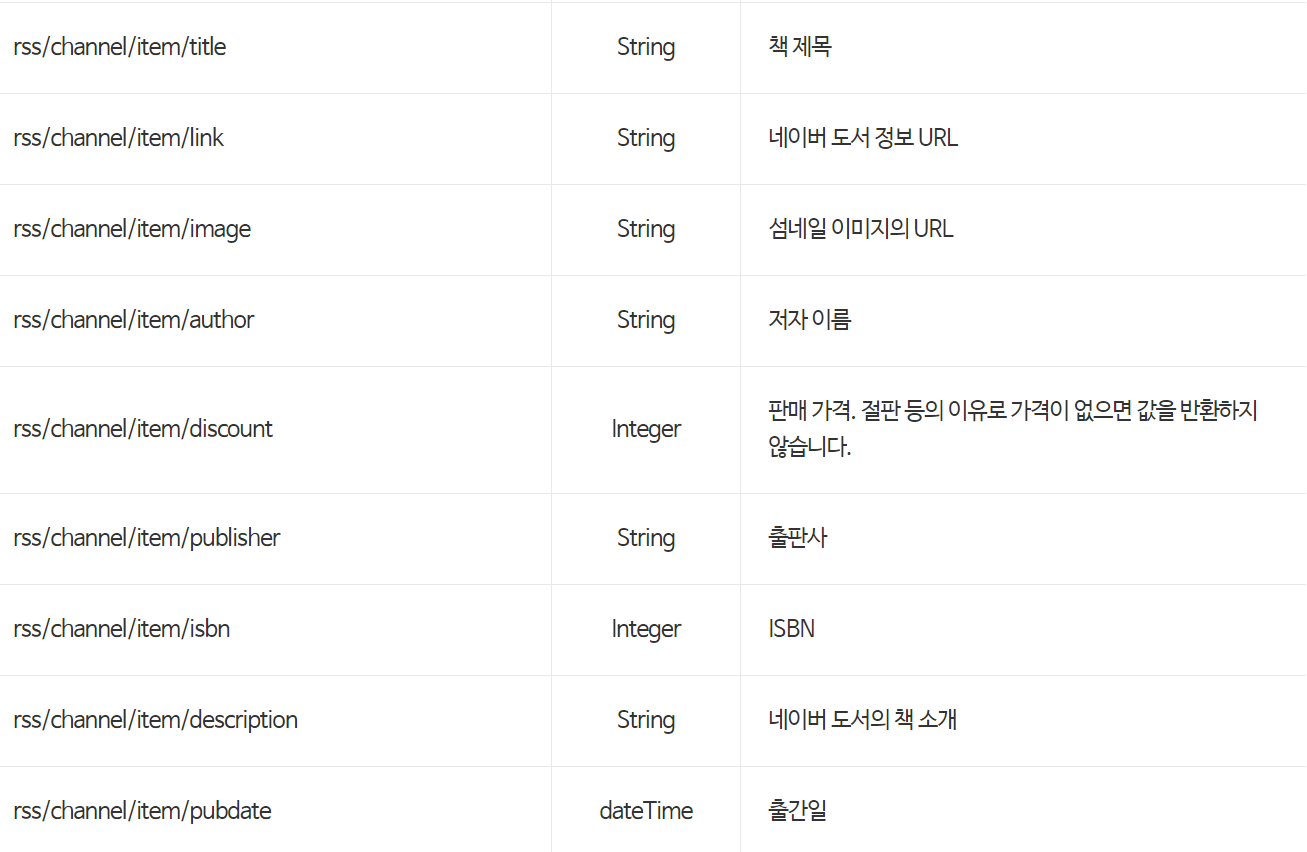 rss/channel/item/title String 책 제목
rss/channel/item/link String 네이버 도서 정보 URL
rss/channel/item/image String 섬네일 이미지의 URL
rss/channel/item/author String 저자 이름
rss/channel/item/discount Integer 판매 가격. 절판 등의 이유로 가격이 없으면 값을 반환하지
않습니다.
rss/channel/item/publisher String 출판사
rss/channel/item/isbn Integer ISBN
rss/channel/item/description String 네이버 도서의 책 소개
rss/channel/item/pubdate dateTime 출간일